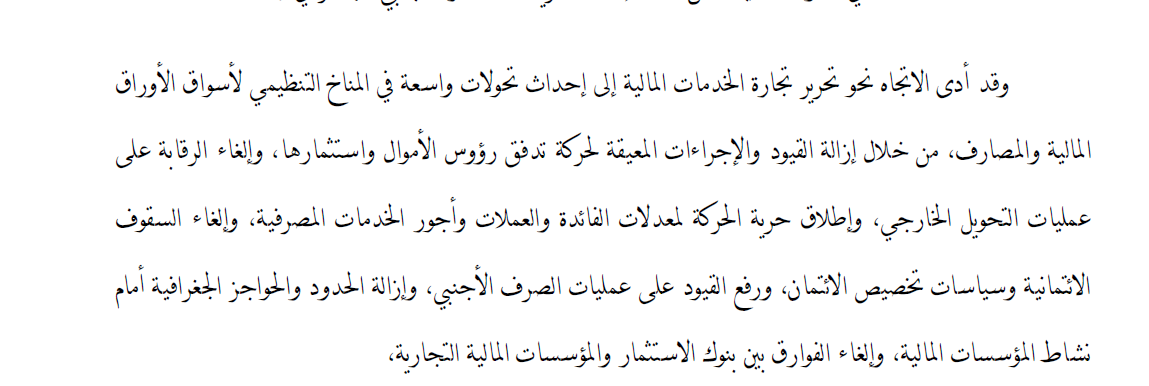 وقد أدى الاتجاه نحو تحرير تجارة الخدمات المالية إلى إحداث تحولات واسعة في المناخ التنظيمي لأسواق الأوراق
المالية والمصارف، من خلال إزالة القيود والإجراءات المعيقة لحركة تدفق رؤوس الأموال واستثمارها، وإلغاء الرقابة على
عمليات التحويل الخارجي، وإطلاق حرية الحركة لمعدلات الفائدة والعملات وأجور الخدمات المصرفية، وإلغاء السقوف
الائتمانية وسياسات تخصيص الائتمان، ورفع القيود على عمليات الصرف الأجنبي، وإزالة الحدود والحواجز الجغرافية أمام
نشاط المؤسسات المالية، وإلغاء الفوارق بين بنوك الاستثمار والمؤسسات المالية التجارية،